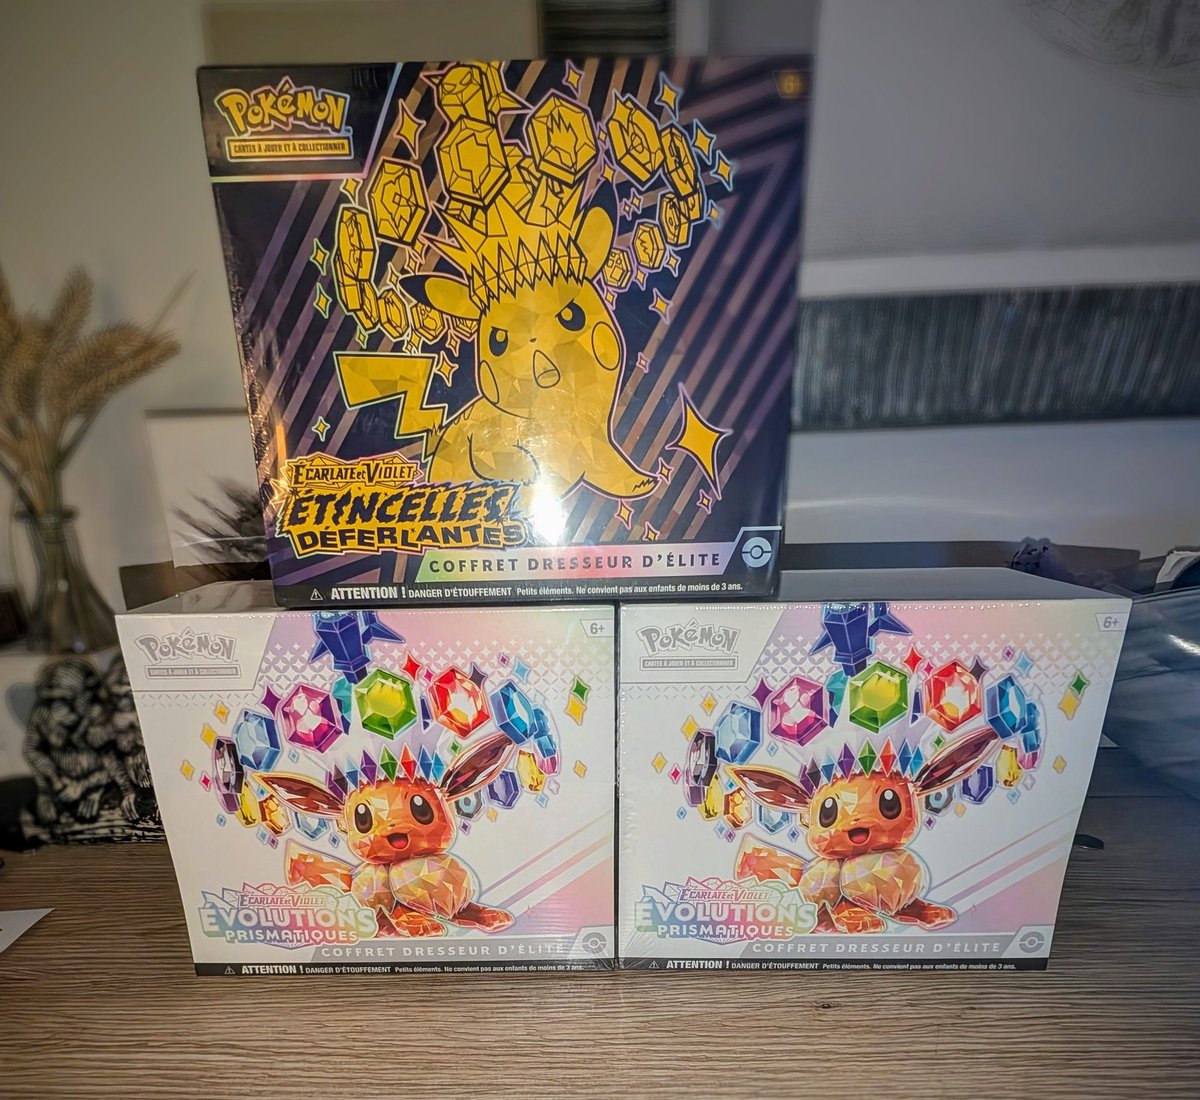 POKÉMON
CARTES À JOUER ET À COLLECTIONNER
6+
ÉCARLATE ET VIOLET
ÉTINCELLES
DÉFERLANTES
COFFRET DRESSEUR D'ÉLITE
⚠ ATTENTION ! DANGER D'ÉTOUFFEMENT Petits éléments. Ne convient pas aux enfants de moins de 3 ans.
POKÉMON
CARTES À JOUER ET À COLLECTIONNER
6+
ÉCARLATE ET VIOLET
ÉVOLUTIONS
PRISMATIQUES
COFFRET DRESSEUR D'ÉLITE
⚠ ATTENTION ! DANGER D'ÉTOUFFEMENT Petits éléments. Ne convient pas aux enfants de moins de 3 ans.
POKÉMON
CARTES À JOUER ET À COLLECTIONNER
6+
ÉCARLATE ET VIOLET
ÉVOLUTIONS
PRISMATIQUES
COFFRET DRESSEUR D'ÉLITE
⚠ ATTENTION ! DANGER D'ÉTOUFFEMENT Petits éléments. Ne convient pas aux enfants de moins de 3 ans.